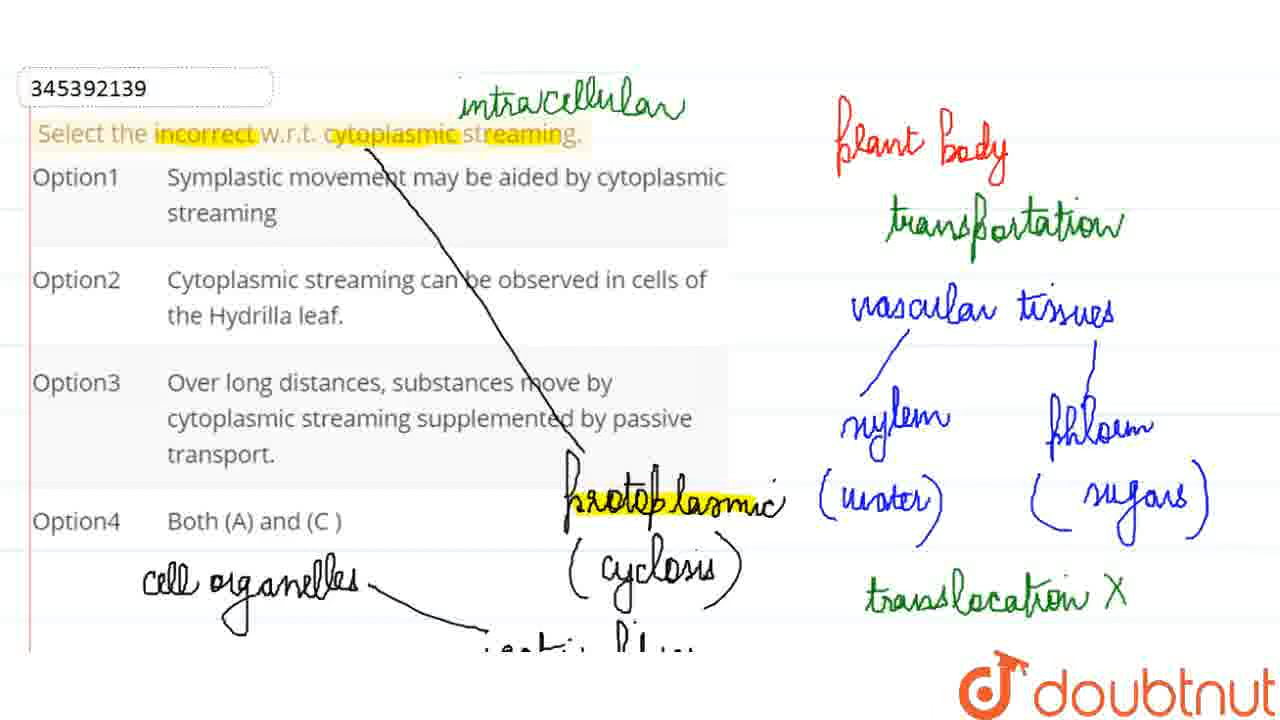 345392139
intracellular
Select the incorrect w.r.t. cytoplasmic streaming.
Option1 Symplastic movement may be aided by cytoplasmic
streaming
Option2 Cytoplasmic streaming can be observed in cells of
the Hydrilla leaf.
Option3 Over long distances, substances move by
cytoplasmic streaming supplemented by passive
transport.
Option4 Both (A) and (C )
protoplasmic
(cyclosis)
cell organelles
plant body
transportation
vascular tissues
xylem phloem
(water) (sugars)
translocation X
doubtnut